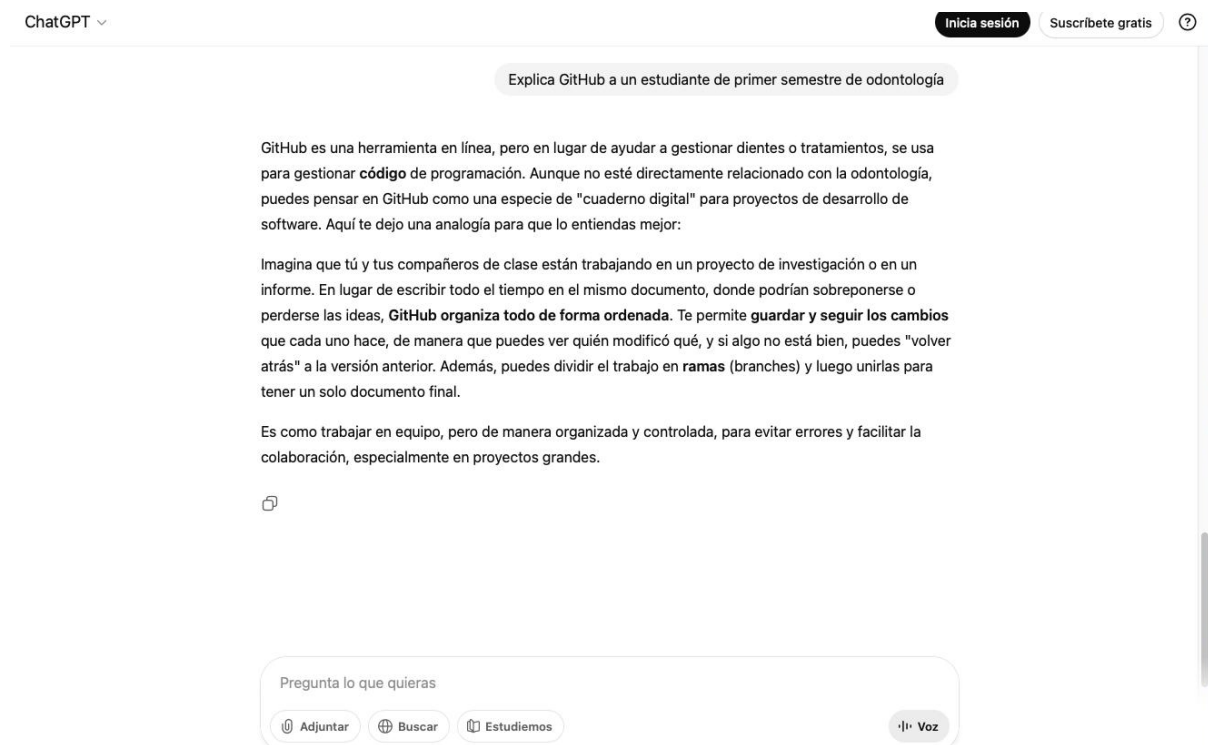 ChatGPT
Inicia sesión
Suscríbete gratis
?
Explica GitHub a un estudiante de primer semestre de odontología
GitHub es una herramienta en línea, pero en lugar de ayudar a gestionar dientes o tratamientos, se usa
para gestionar código de programación. Aunque no esté directamente relacionado con la odontología,
puedes pensar en GitHub como una especie de "cuaderno digital" para proyectos de desarrollo de
software. Aquí te dejo una analogía para que lo entiendas mejor:
Imagina que tú y tus compañeros de clase están trabajando en un proyecto de investigación o en un
informe. En lugar de escribir todo el tiempo en el mismo documento, donde podrían sobreponerse o
perderse las ideas, GitHub organiza todo de forma ordenada. Te permite guardar y seguir los cambios
que cada uno hace, de manera que puedes ver quién modificó qué, y si algo no está bien, puedes "volver
atrás" a la versión anterior. Además, puedes dividir el trabajo en ramas (branches) y luego unirlas para
tener un solo documento final.
Es como trabajar en equipo, pero de manera organizada y controlada, para evitar errores y facilitar la
colaboración, especialmente en proyectos grandes.
Pregunta lo que quieras
Adjuntar
Buscar
Estudiemos
Voz